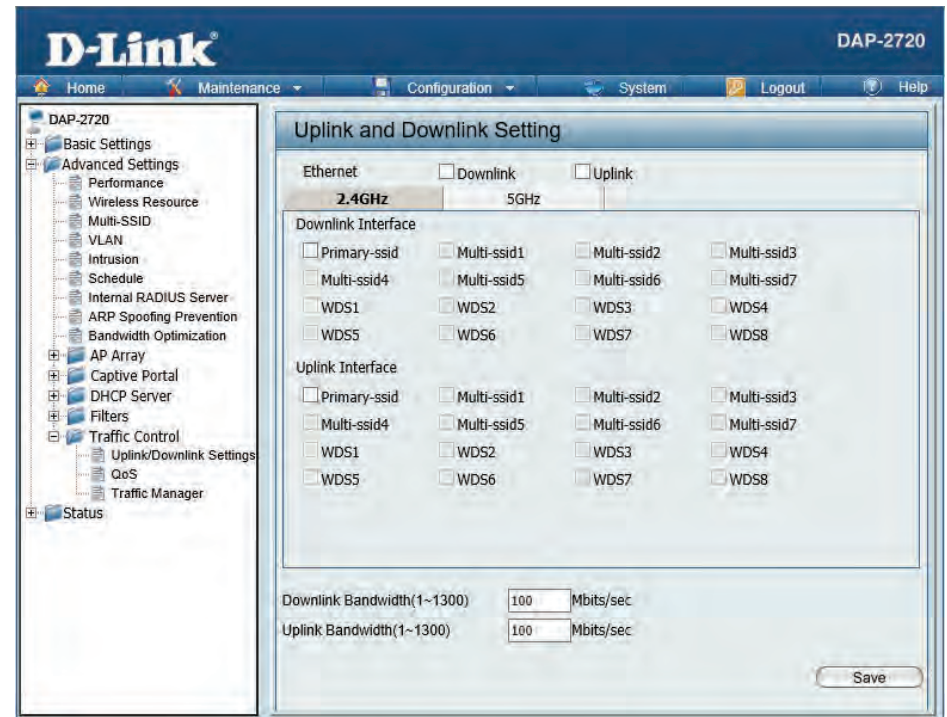 D-Link®
DAP-2720
Home Maintenance Configuration System Logout Help
DAP-2720
Basic Settings
Advanced Settings
Performance
Wireless Resource
Multi-SSID
VLAN
Intrusion
Schedule
Internal RADIUS Server
ARP Spoofing Prevention
Bandwidth Optimization
AP Array
Captive Portal
DHCP Server
Filters
Traffic Control
Uplink/Downlink Settings
QoS
Traffic Manager
Status
Uplink and Downlink Setting
Ethernet Downlink Uplink
2.4GHz 5GHz
Downlink Interface
Primary-ssid Multi-ssid1 Multi-ssid2 Multi-ssid3
Multi-ssid4 Multi-ssid5 Multi-ssid6 Multi-ssid7
WDS1 WDS2 WDS3 WDS4
WDS5 WDS6 WDS7 WDS8
Uplink Interface
Primary-ssid Multi-ssid1 Multi-ssid2 Multi-ssid3
Multi-ssid4 Multi-ssid5 Multi-ssid6 Multi-ssid7
WDS1 WDS2 WDS3 WDS4
WDS5 WDS6 WDS7 WDS8
Downlink Bandwidth(1~1300) 100 Mbits/sec
Uplink Bandwidth(1~1300) 100 Mbits/sec
Save